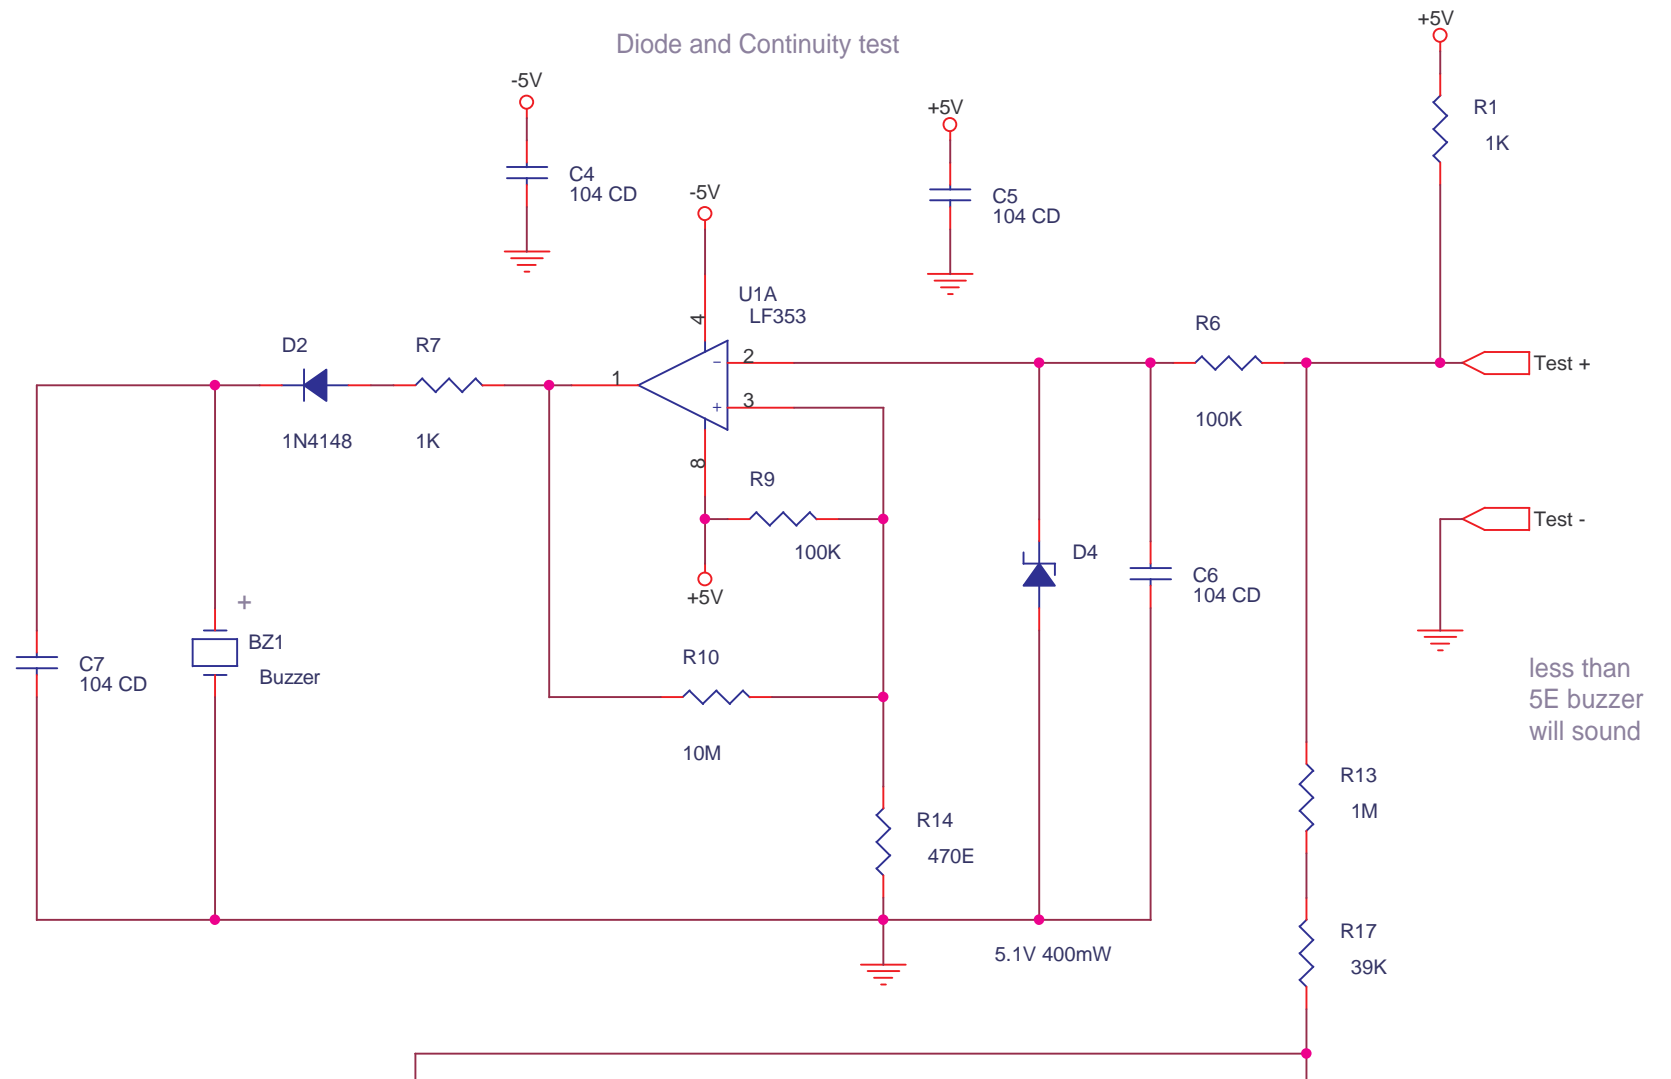 Diode and Continuity test
+5V
R1
1K
-5V
C4
104 CD
+5V
C5
104 CD
-5V
4
U1A
LF353
D2
1N4148
R7
1K
1
2
3
−
+
8
R9
100K
+5V
R6
100K
Test +
Test -
D4
5.1V 400mW
C6
104 CD
+
BZ1
Buzzer
C7
104 CD
R10
10M
R14
470E
less than
5E buzzer
will sound
R13
1M
R17
39K